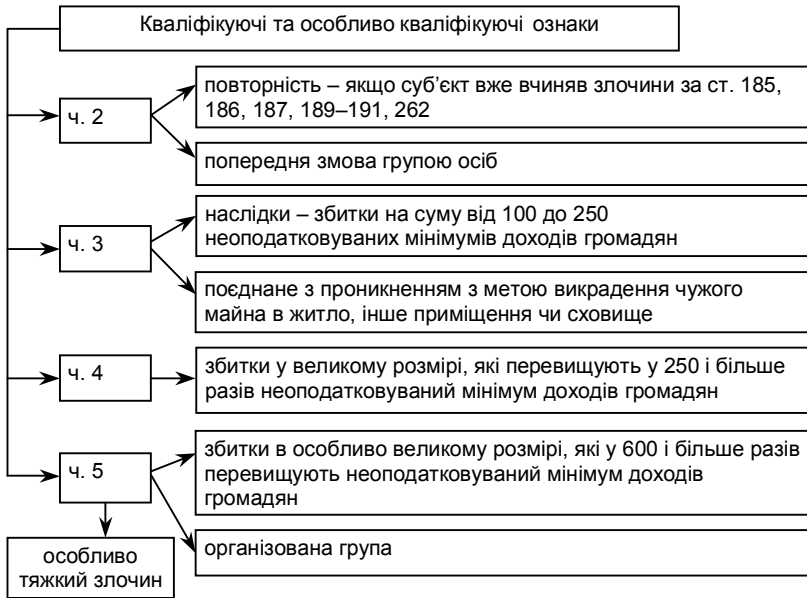 Кваліфікуючі та особливо кваліфікуючі ознаки
ч. 2
повторність – якщо суб’єкт вже вчиняв злочини за ст. 185,
186, 187, 189–191, 262
попередня змова групою осіб
ч. 3
наслідки – збитки на суму від 100 до 250
неоподатковуваних мінімумів доходів громадян
поєднане з проникненням з метою викрадення чужого
майна в житло, інше приміщення чи сховище
ч. 4
збитки у великому розмірі, які перевищують у 250 і більше
разів неоподатковуваний мінімум доходів громадян
ч. 5
збитки в особливо великому розмірі, які у 600 і більше разів
перевищують неоподатковуваний мінімум доходів
громадян
організована група
особливо
тяжкий злочин